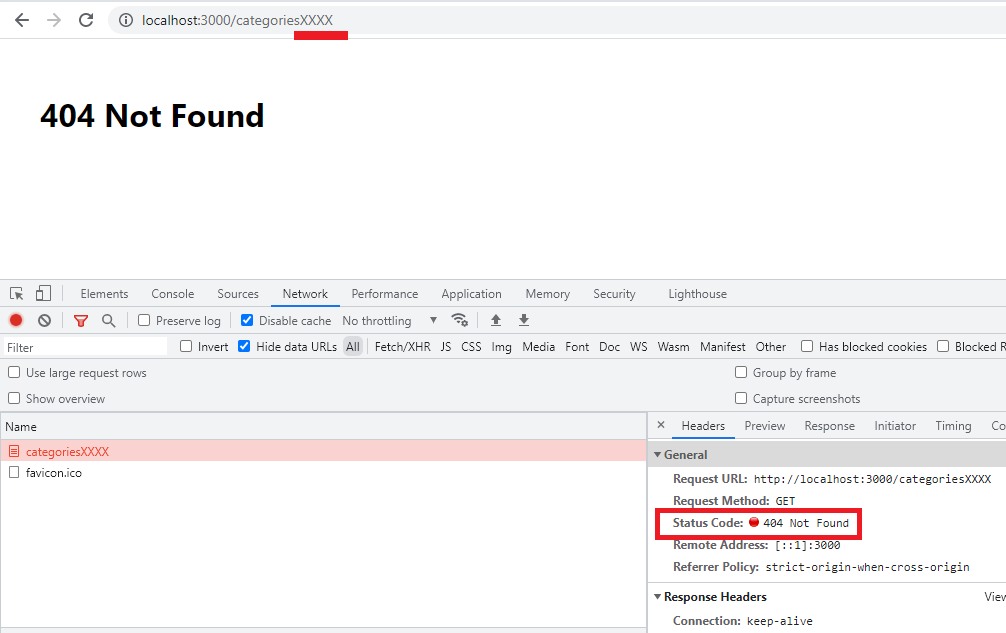 localhost:3000/categoriesXXXX
404 Not Found
Elements Console Sources Network Performance Application Memory Security Lighthouse
Preserve log Disable cache No throttling
Filter Invert Hide data URLs All Fetch/XHR JS CSS Img Media Font Doc WS Wasm Manifest Other Has blocked cookies Blocked R
Use large request rows Group by frame
Show overview Capture screenshots
Name
categoriesXXXX
favicon.ico
× Headers Preview Response Initiator Timing Co
General
Request URL: http://localhost:3000/categoriesXXXX
Request Method: GET
Status Code: 404 Not Found
Remote Address: [::1]:3000
Referrer Policy: strict-origin-when-cross-origin
Response Headers View
Connection: keep-alive